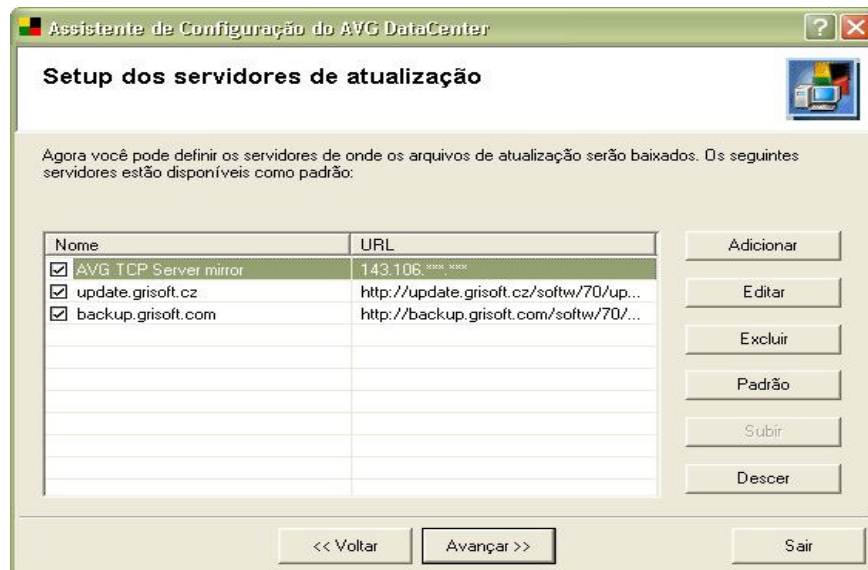 Assistente de Configuração do AVG DataCenter
Setup dos servidores de atualização
Agora você pode definir os servidores de onde os arquivos de atualização serão baixados. Os seguintes
servidores estão disponíveis como padrão:
Nome URL
AVG TCP Server mirror 143.106.***.***
update.grisoft.cz http://update.grisoft.cz/softw/70/up...
backup.grisoft.com http://backup.grisoft.com/softw/70/...
Adicionar
Editar
Excluir
Padrão
Subir
Descer
<< Voltar Avançar >> Sair